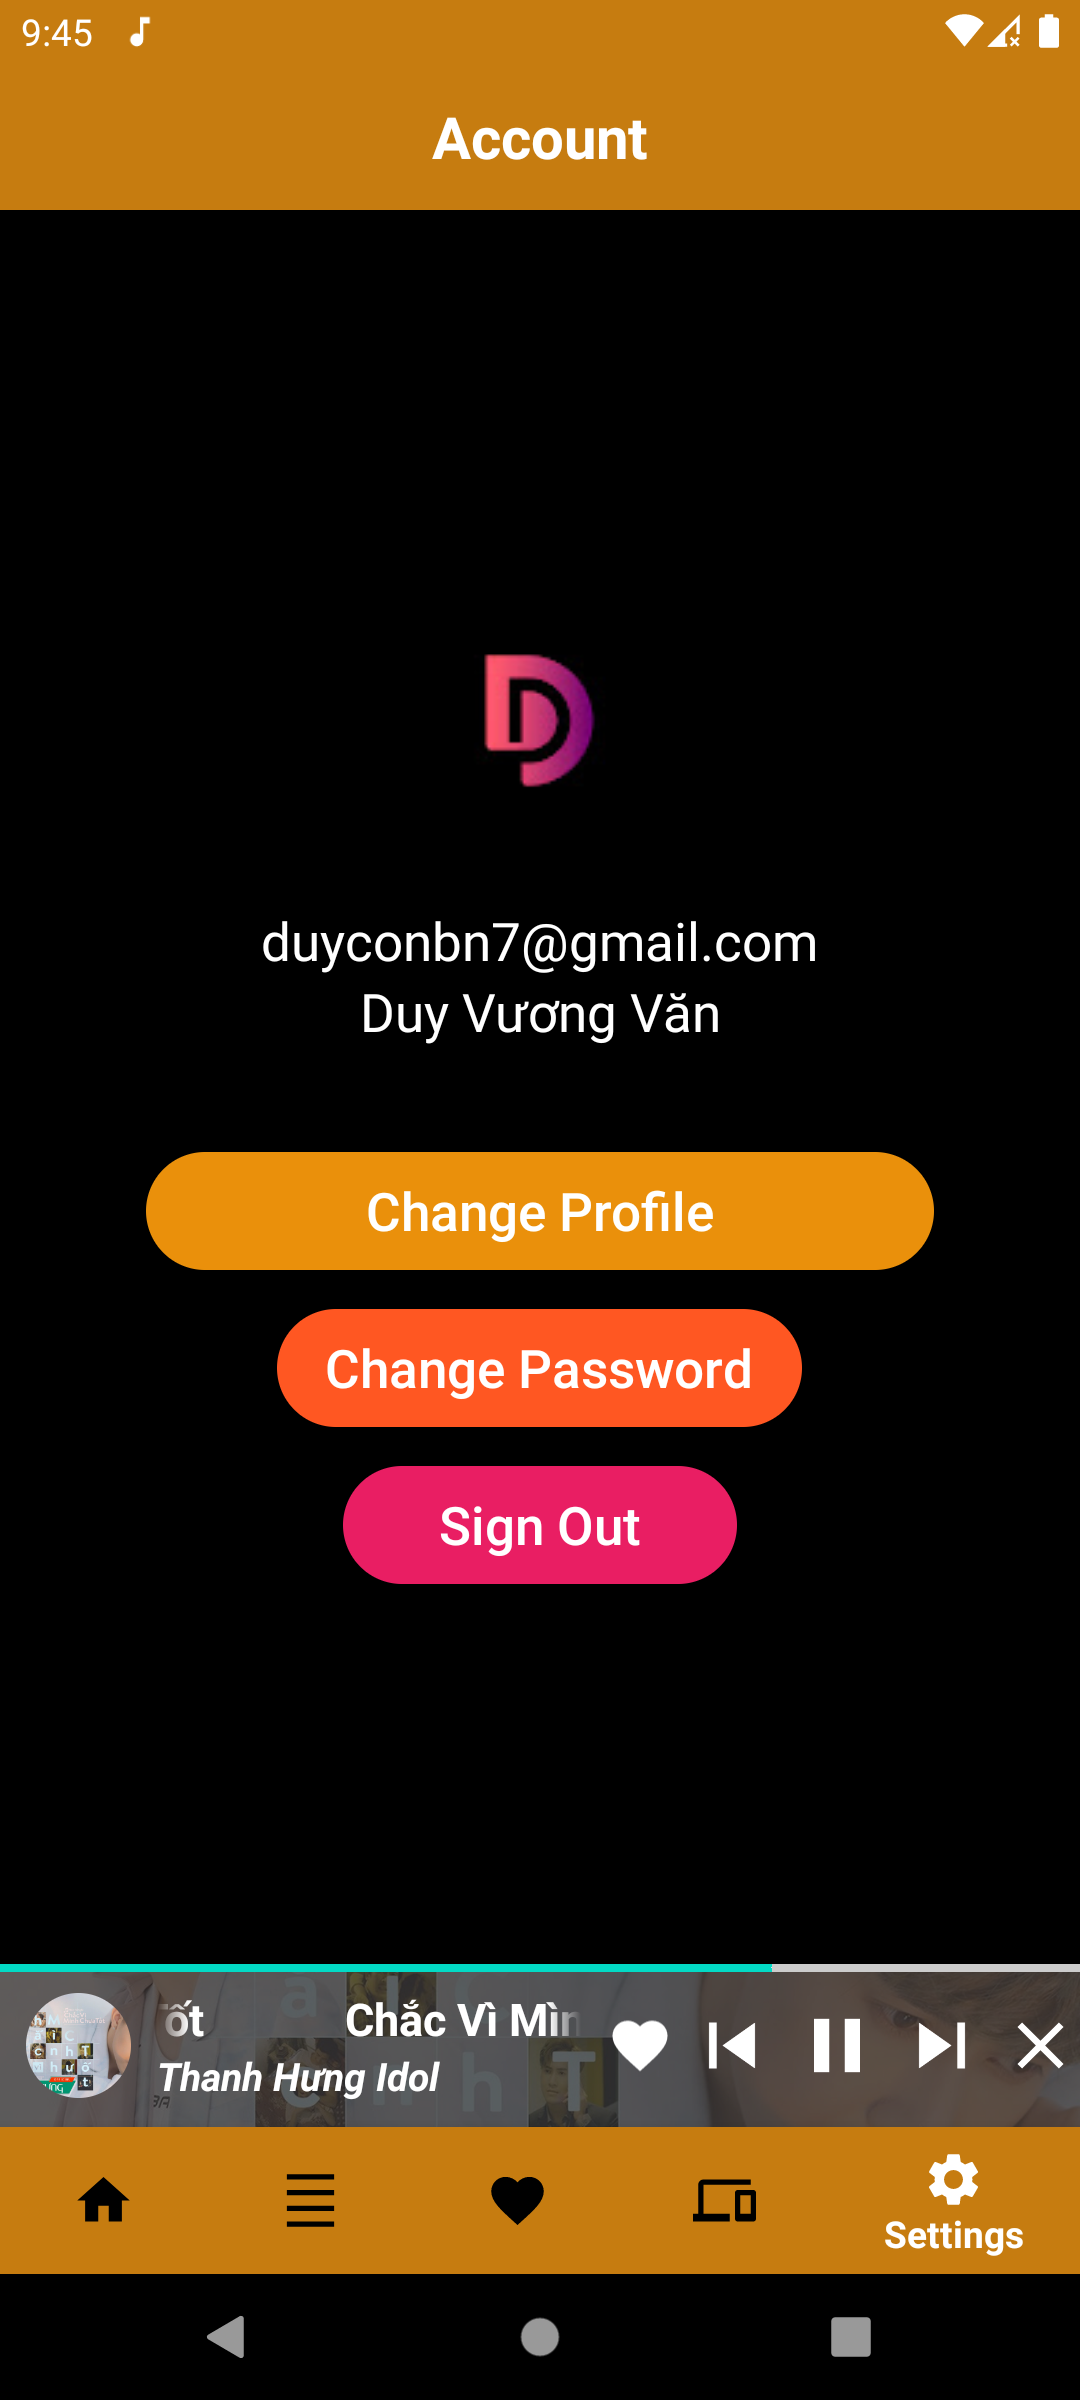 9:45
Account
duyconbn7@gmail.com
Duy Vương Văn
Change Profile
Change Password
Sign Out
ốt Chắc Vì Mìn
Thanh Hưng Idol
Settings